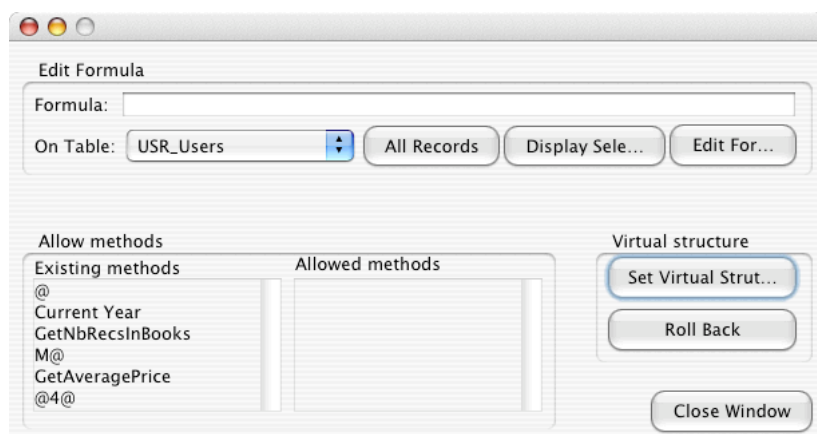 Edit Formula
Formula:
On Table: USR_Users All Records Display Sele... Edit For...
Allow methods
Existing methods
@
Current Year
GetNbRecsInBooks
M@
GetAveragePrice
@4@
Allowed methods
Virtual structure
Set Virtual Strut...
Roll Back
Close Window